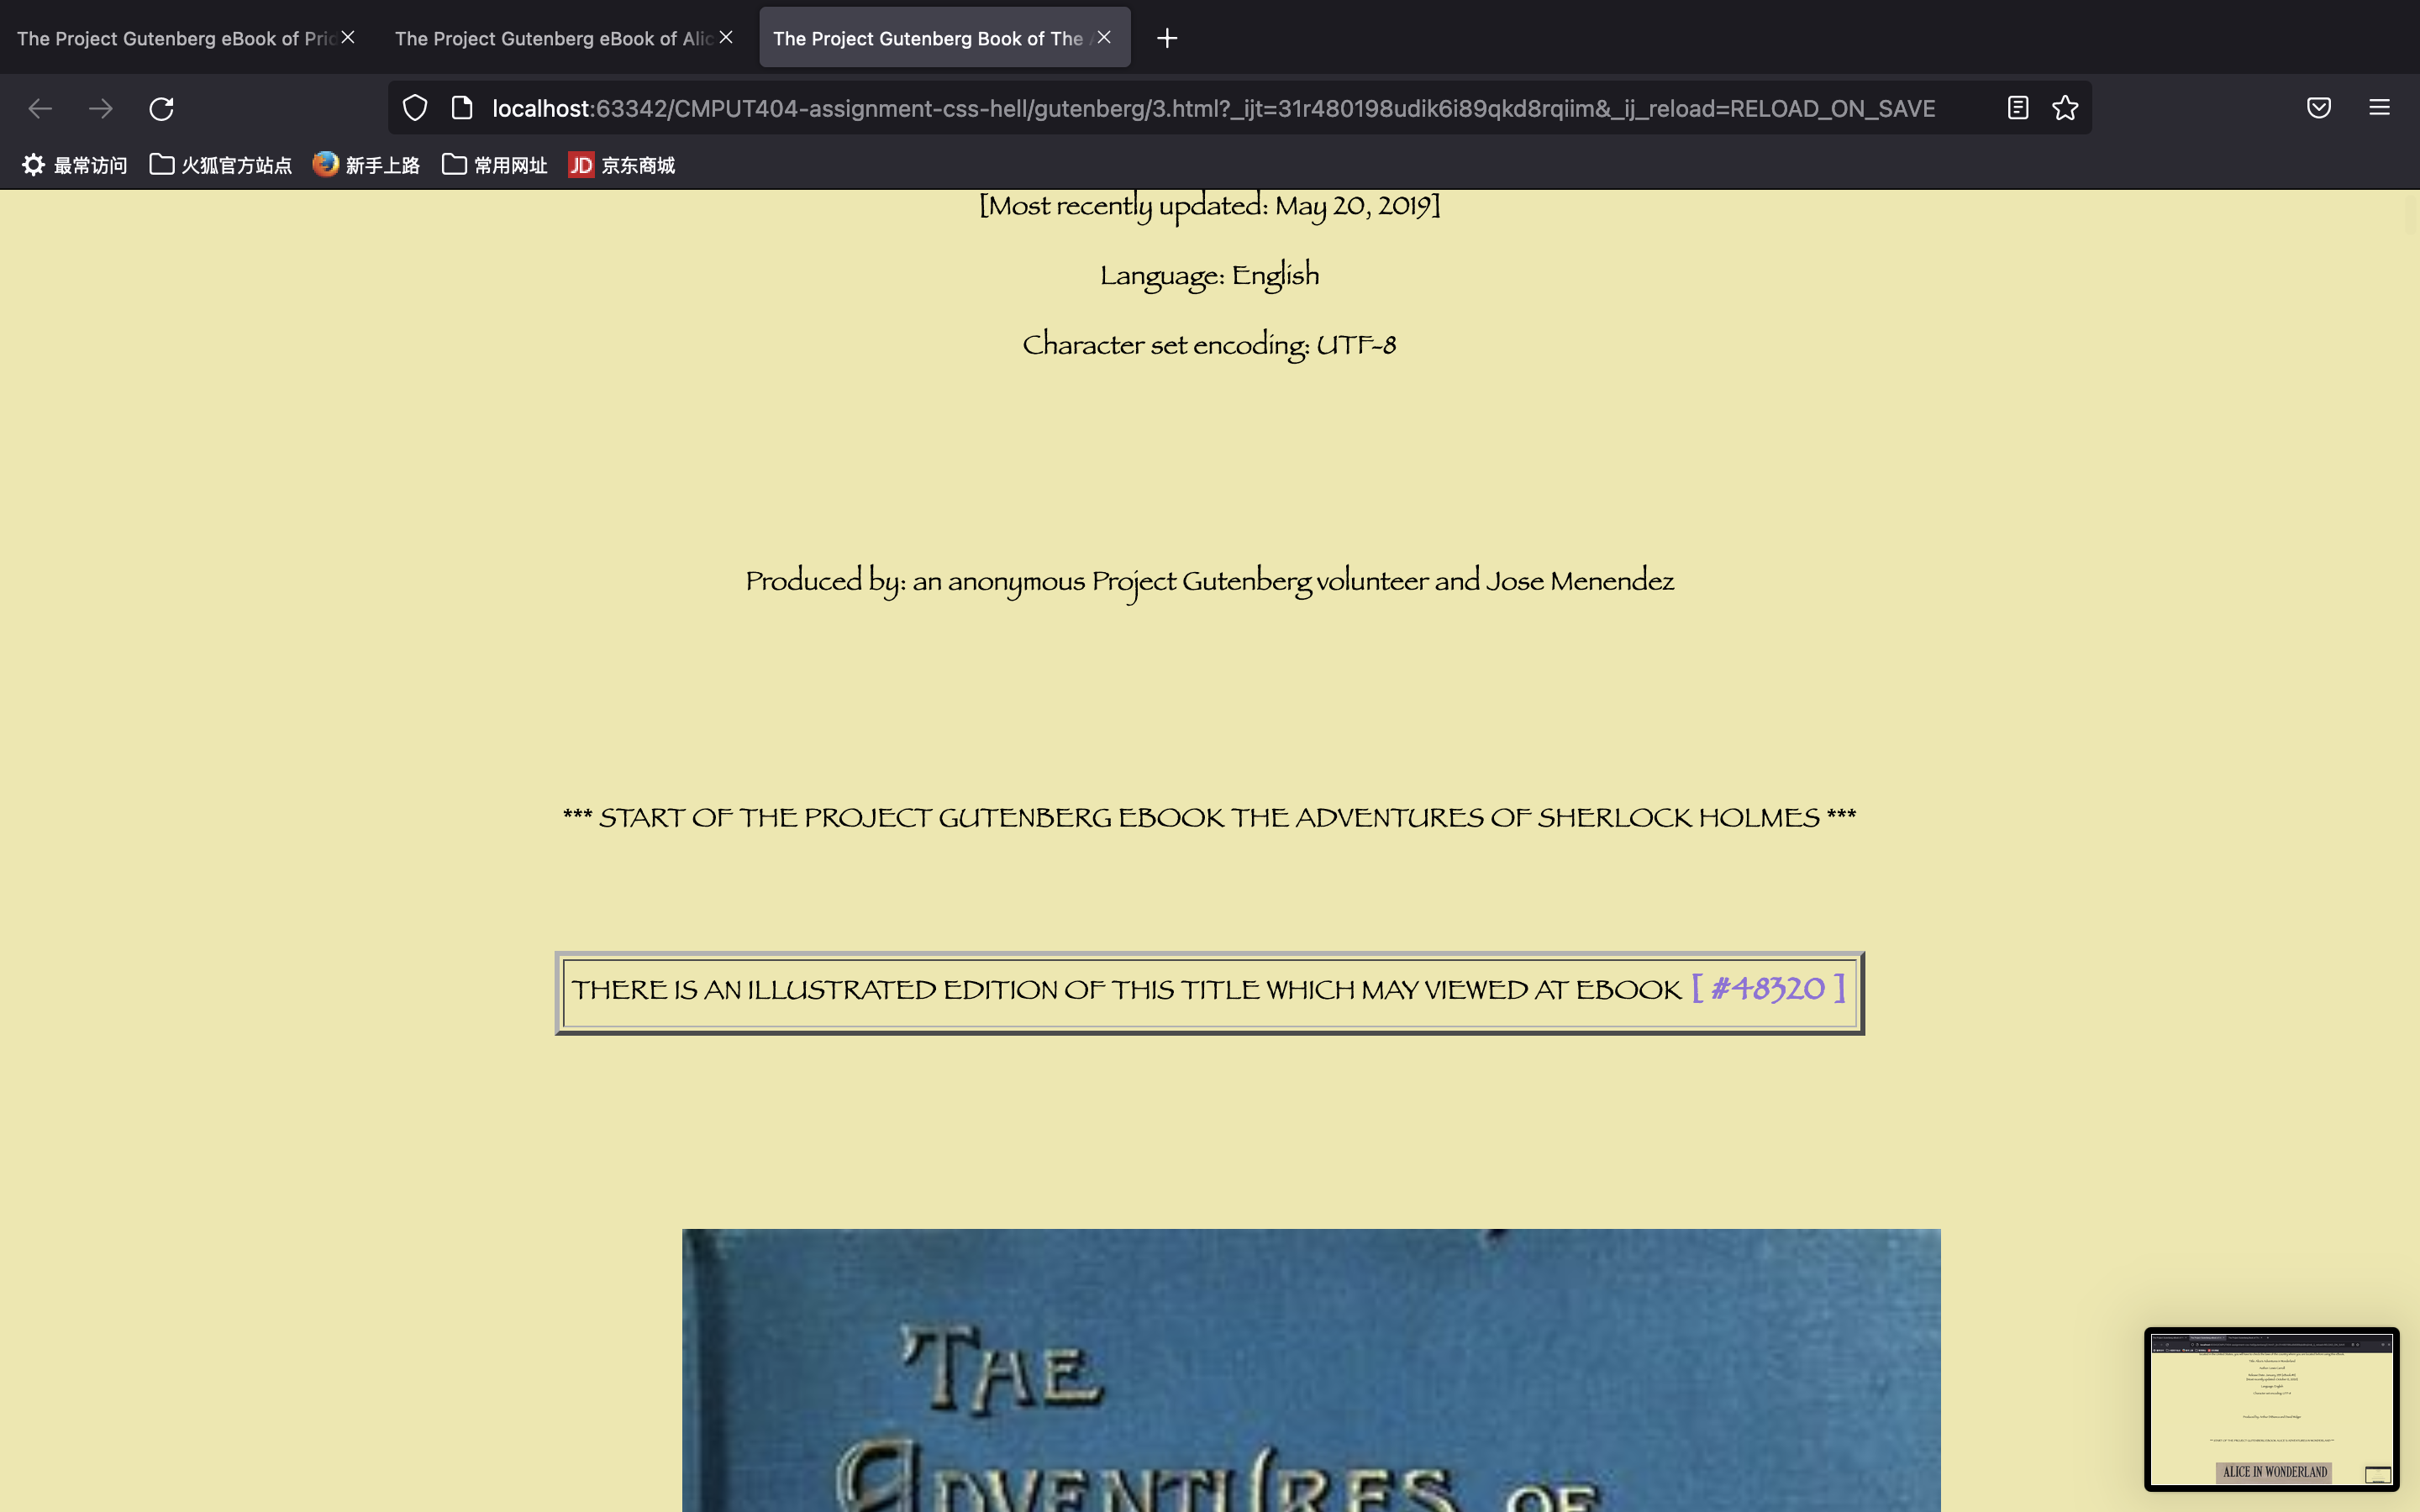 The Project Gutenberg eBook of Pric
The Project Gutenberg eBook of Alic
The Project Gutenberg Book of The A
localhost:63342/CMPUT404-assignment-css-hell/gutenberg/3.html?_ijt=31r480198udik6i89qkd8rqiim&_ij_reload=RELOAD_ON_SAVE
最常访问 火狐官方站点 新手上路 常用网址 JD 京东商城
[Most recently updated: May 20, 2019]
Language: English
Character set encoding: UTF-8
Produced by: an anonymous Project Gutenberg volunteer and Jose Menendez
*** START OF THE PROJECT GUTENBERG EBOOK THE ADVENTURES OF SHERLOCK HOLMES ***
THERE IS AN ILLUSTRATED EDITION OF THIS TITLE WHICH MAY VIEWED AT EBOOK [ #48320 ]
THE
ADVENTURES OF
ALICE IN WONDERLAND